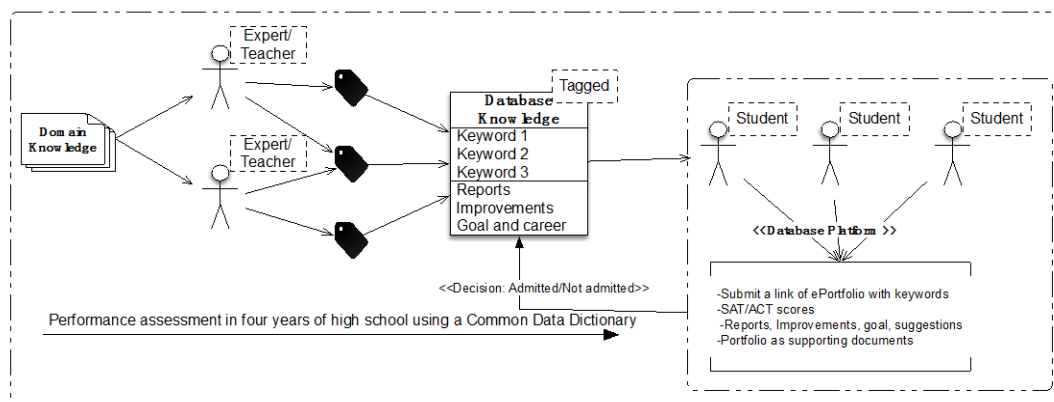 Expert/
Teacher
Domain
Knowledge
Expert/
Teacher
Tagged
Database
Knowledge
Keyword 1
Keyword 2
Keyword 3
Reports
Improvements
Goal and career
Student
Student
Student
<<Database Platform >>
<<Decision: Admitted/Not admitted>>
-Submit a link of ePortfolio with keywords
-SAT/ACT scores
-Reports, Improvements, goal, suggestions
-Portfolio as supporting documents
Performance assessment in four years of high school using a Common Data Dictionary